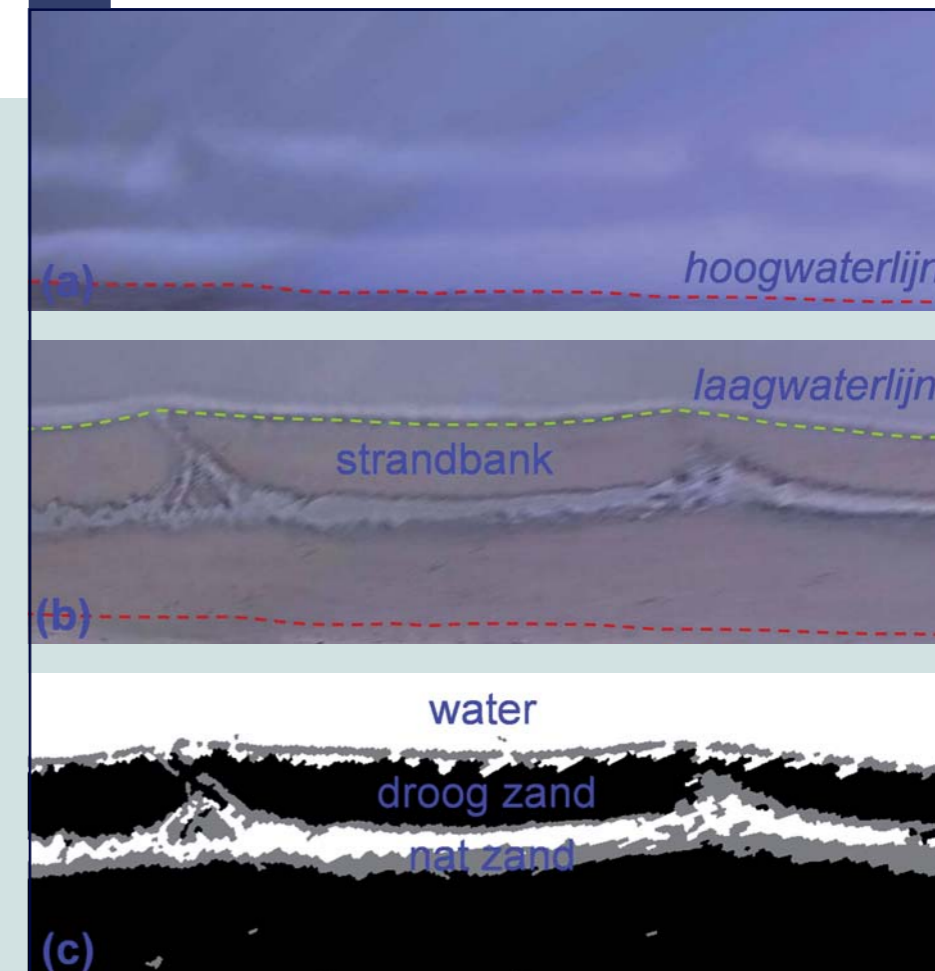 hoogwaterlijn
(a)
laagwaterlijn
strandbank
(b)
water
droog zand
nat zand
(c)